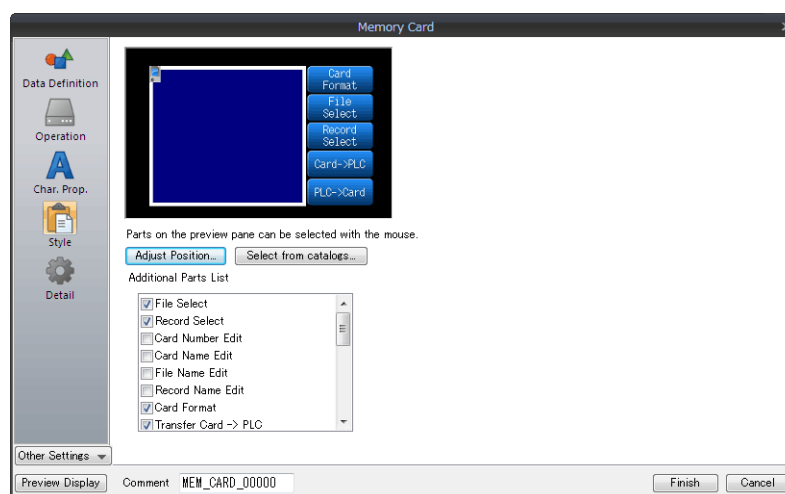 Memory Card
Data Definition
Operation
Char. Prop.
Style
Detail
Card
Format
File
Select
Record
Select
Card->PLC
PLC->Card
Parts on the preview pane can be selected with the mouse.
Adjust Position...
Select from catalogs...
Additional Parts List
File Select
Record Select
Card Number Edit
Card Name Edit
File Name Edit
Record Name Edit
Card Format
Transfer Card -> PLC
Other Settings
Preview Display
Comment
MEM_CARD_00000
Finish
Cancel